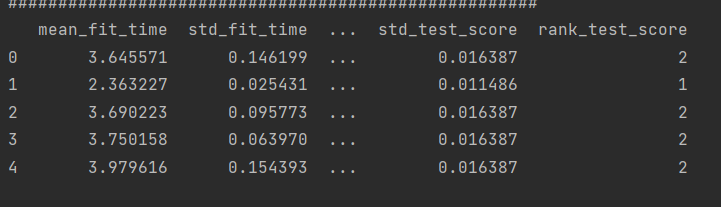 ######################################################
mean_fit_time std_fit_time ... std_test_score rank_test_score
0 3.645571 0.146199 ... 0.016387 2
1 2.363227 0.025431 ... 0.011486 1
2 3.690223 0.095773 ... 0.016387 2
3 3.750158 0.063970 ... 0.016387 2
4 3.979616 0.154393 ... 0.016387 2